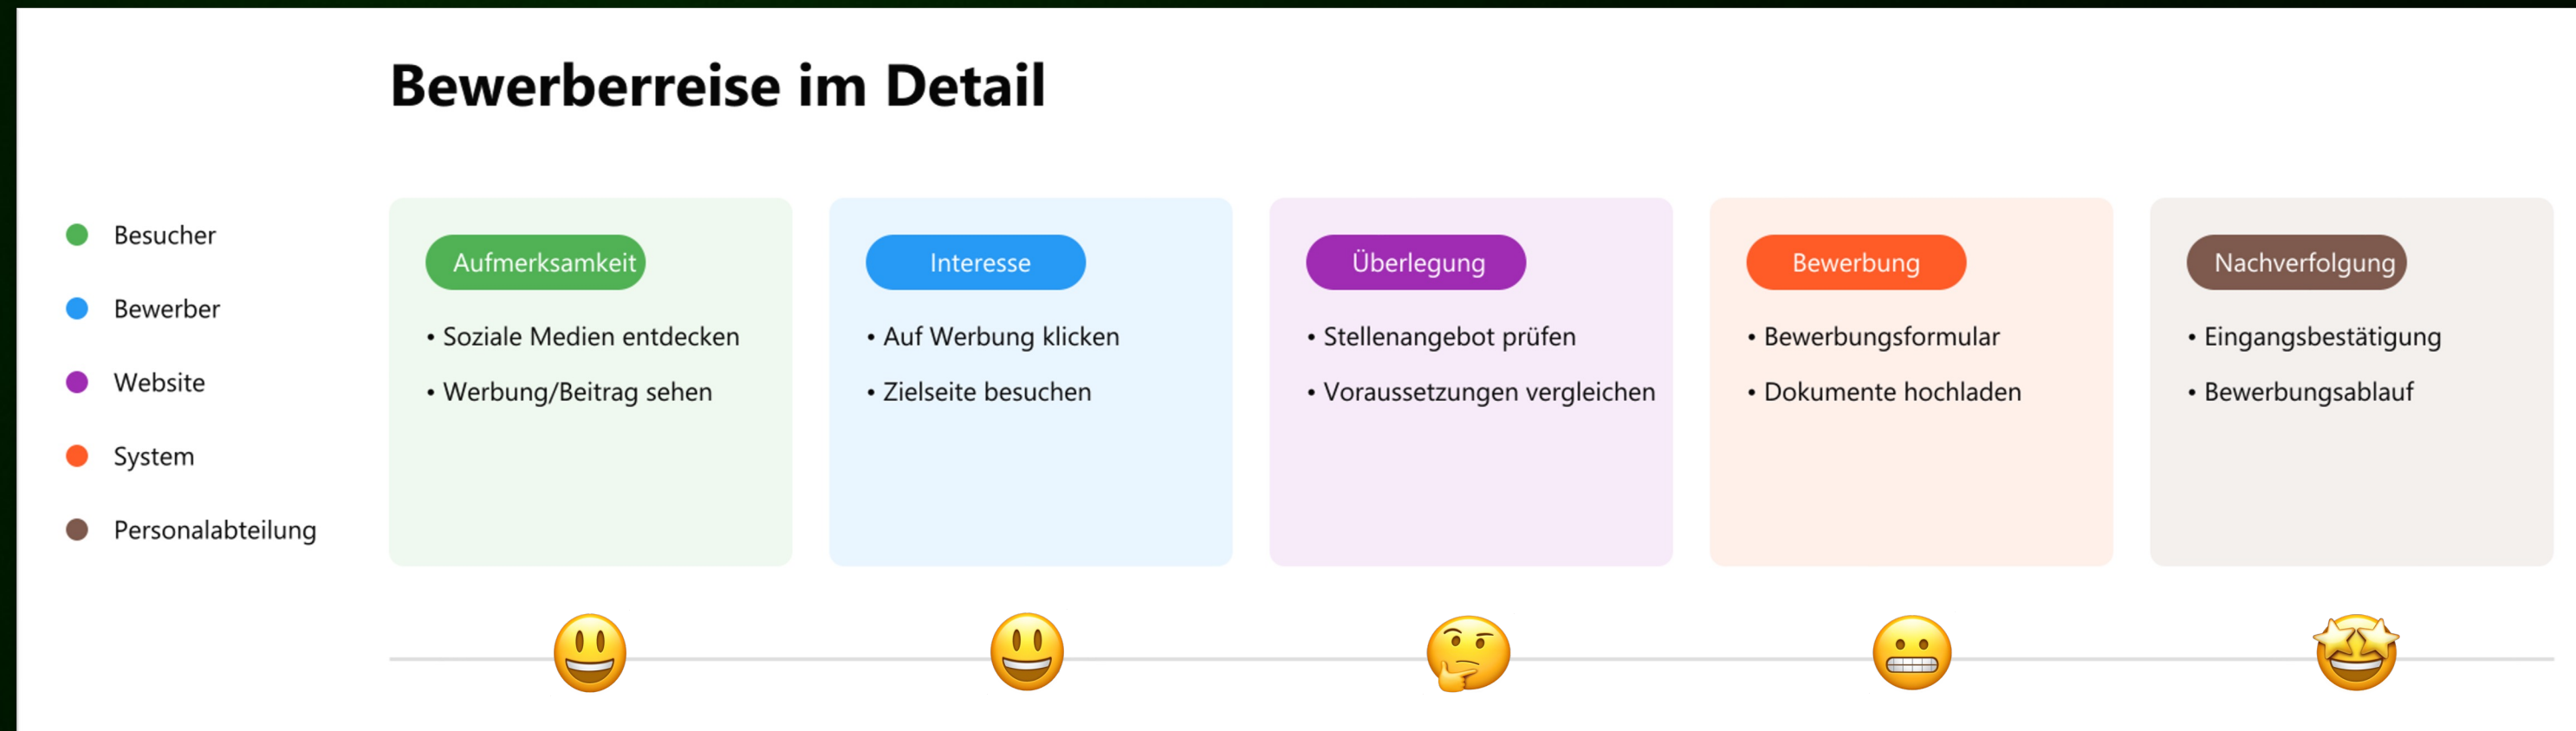 Bewerberreise im Detail
Besucher
Bewerber
Website
System
Personalabteilung
Aufmerksamkeit
• Soziale Medien entdecken
• Werbung/Beitrag sehen
Interesse
• Auf Werbung klicken
• Zielseite besuchen
Überlegung
• Stellenangebot prüfen
• Voraussetzungen vergleichen
Bewerbung
• Bewerbungsformular
• Dokumente hochladen
Nachverfolgung
• Eingangsbestätigung
• Bewerbungsablauf